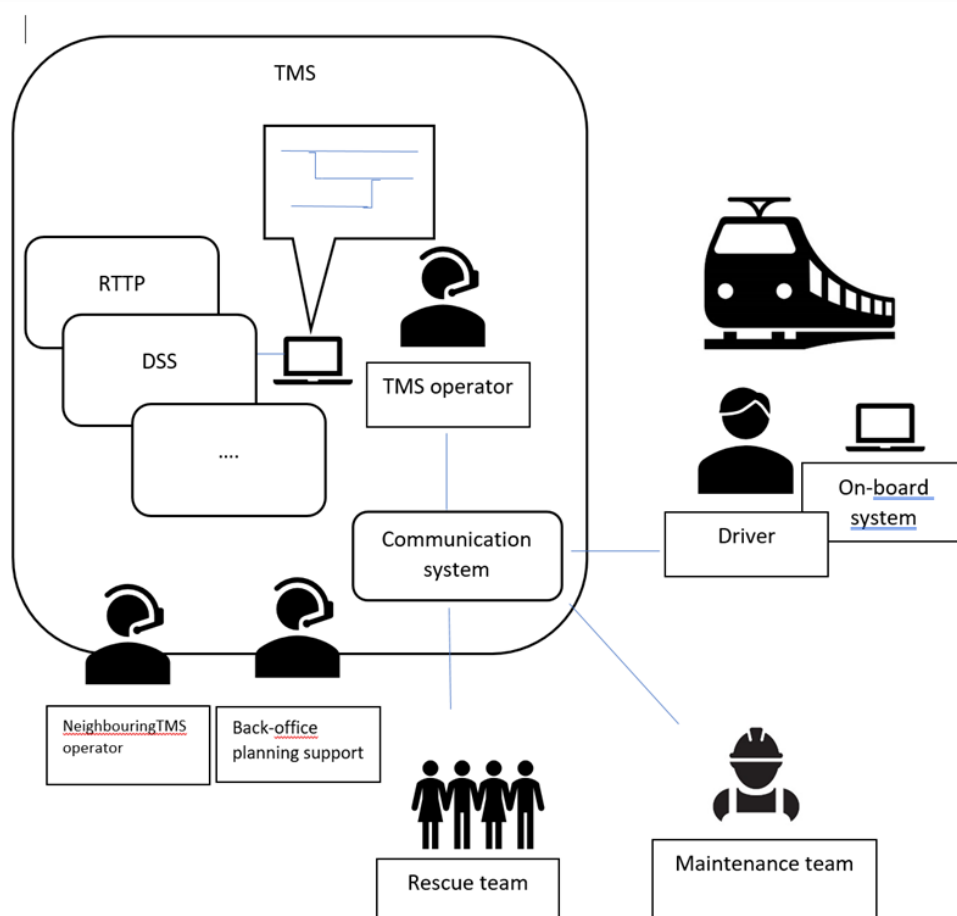 TMS
RTTP
DSS
....
TMS operator
Communication
system
On-board
system
Driver
NeighbouringTMS
operator
Back-office
planning support
Rescue team
Maintenance team